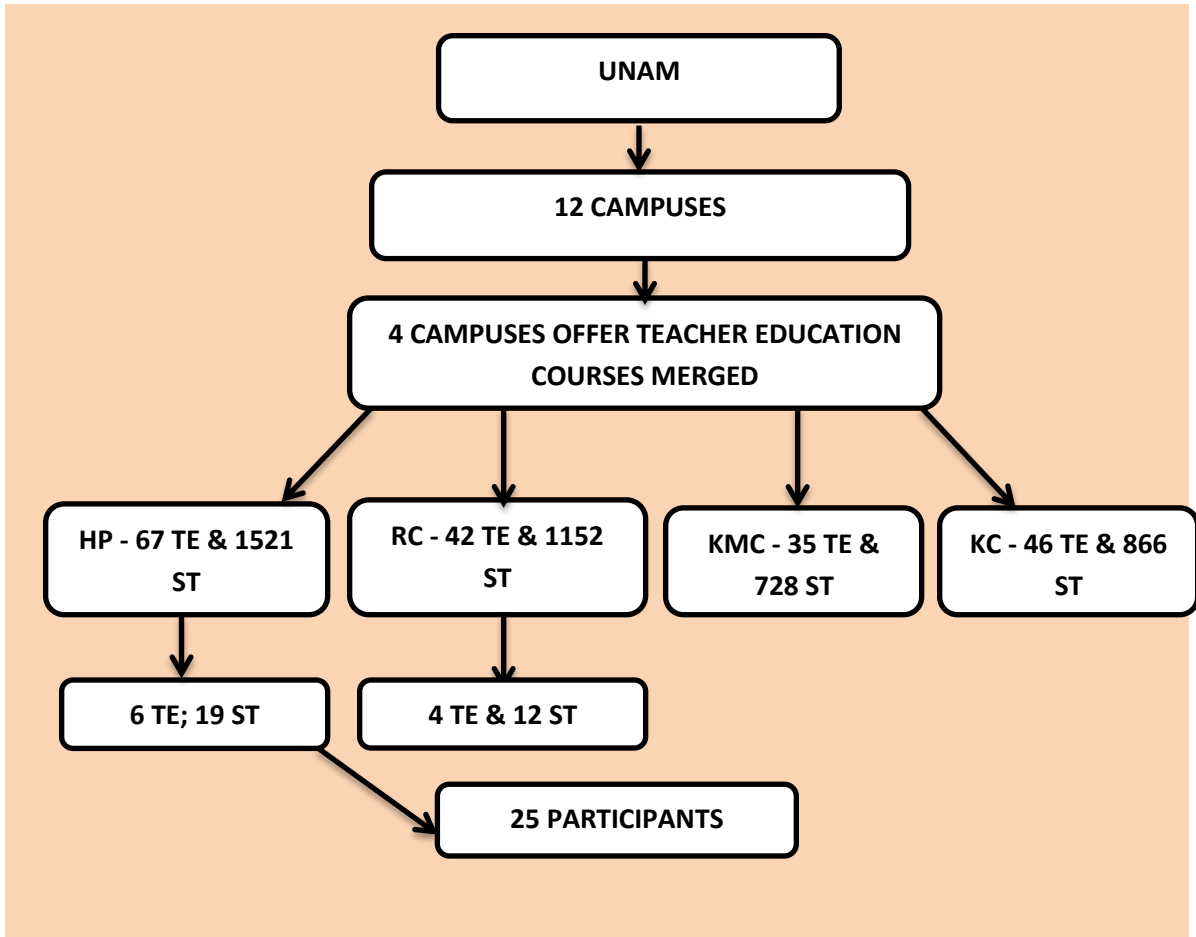 UNAM
12 CAMPUSES
4 CAMPUSES OFFER TEACHER EDUCATION
COURSES MERGED
HP - 67 TE & 1521
ST
RC - 42 TE & 1152
ST
KMC - 35 TE &
728 ST
KC - 46 TE & 866
ST
6 TE; 19 ST
4 TE & 12 ST
25 PARTICIPANTS